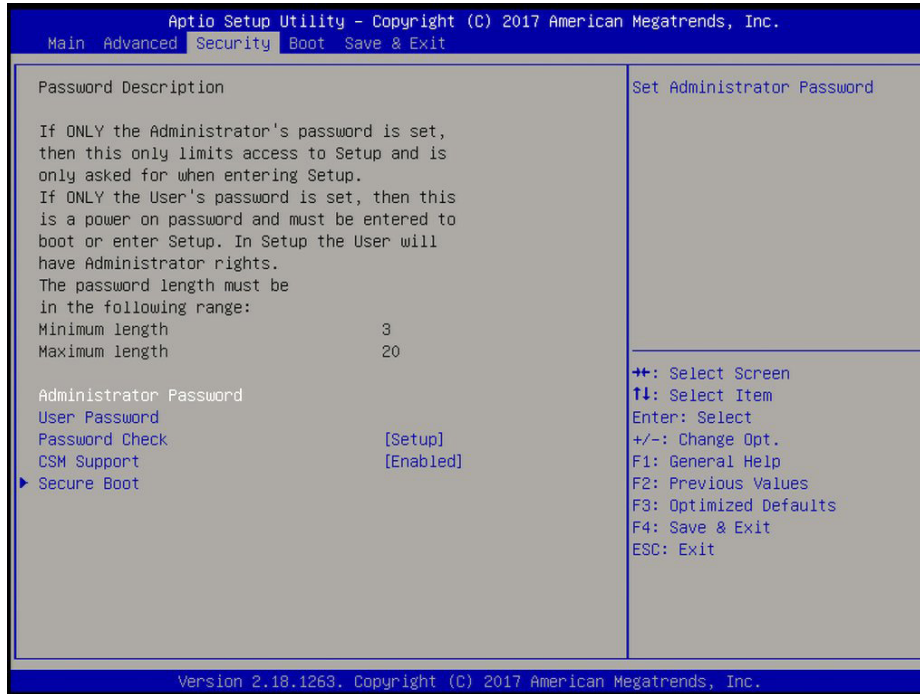 Aptio Setup Utility – Copyright (C) 2017 American Megatrends, Inc.
Main Advanced Security Boot Save & Exit
Password Description
If ONLY the Administrator's password is set,
then this only limits access to Setup and is
only asked for when entering Setup.
If ONLY the User's password is set, then this
is a power on password and must be entered to
boot or enter Setup. In Setup the User will
have Administrator rights.
The password length must be
in the following range:
Minimum length 3
Maximum length 20
Administrator Password
User Password
Password Check [Setup]
CSM Support [Enabled]
Secure Boot
Set Administrator Password
→←: Select Screen
↑↓: Select Item
Enter: Select
+/-: Change Opt.
F1: General Help
F2: Previous Values
F3: Optimized Defaults
F4: Save & Exit
ESC: Exit
Version 2.18.1263. Copyright (C) 2017 American Megatrends, Inc.